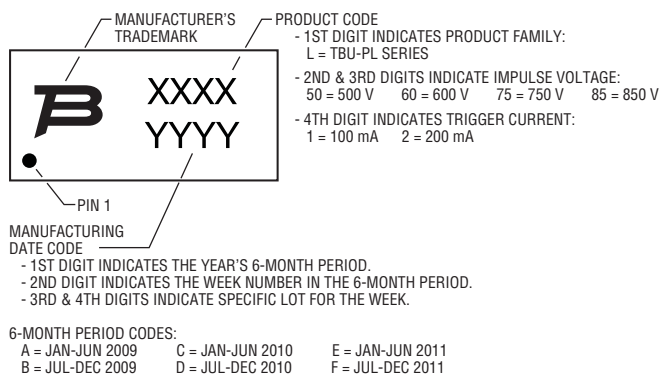 MANUFACTURER'S
TRADEMARK
PRODUCT CODE
- 1ST DIGIT INDICATES PRODUCT FAMILY:
L = TBU-PL SERIES
- 2ND & 3RD DIGITS INDICATE IMPULSE VOLTAGE:
50 = 500 V 60 = 600 V 75 = 750 V 85 = 850 V
- 4TH DIGIT INDICATES TRIGGER CURRENT:
1 = 100 mA 2 = 200 mA
XXXX
YYYY
PIN 1
MANUFACTURING
DATE CODE
- 1ST DIGIT INDICATES THE YEAR'S 6-MONTH PERIOD.
- 2ND DIGIT INDICATES THE WEEK NUMBER IN THE 6-MONTH PERIOD.
- 3RD & 4TH DIGITS INDICATE SPECIFIC LOT FOR THE WEEK.
6-MONTH PERIOD CODES:
A = JAN-JUN 2009 C = JAN-JUN 2010 E = JAN-JUN 2011
B = JUL-DEC 2009 D = JUL-DEC 2010 F = JUL-DEC 2011